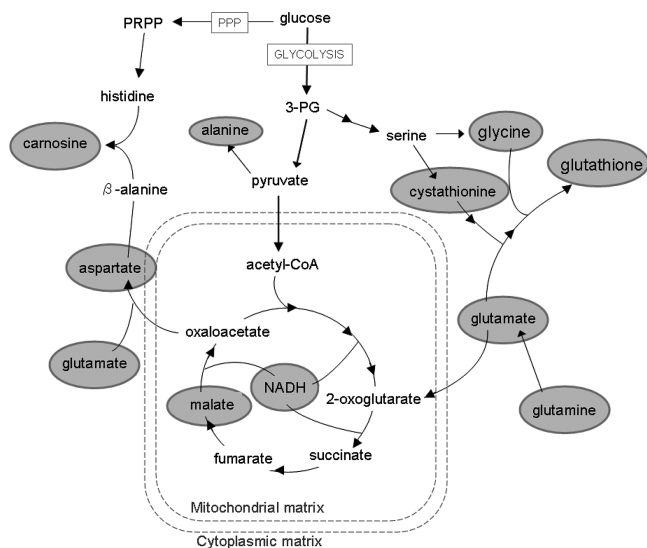 PRPP
PPP
glucose
GLYCOLYSIS
histidine
3-PG
carnosine
alanine
serine
glycine
glutathione
β-alanine
pyruvate
cystathionine
aspartate
acetyl-CoA
oxaloacetate
glutamate
glutamate
NADH
malate
2-oxoglutarate
glutamine
fumarate
succinate
Mitochondrial matrix
Cytoplasmic matrix